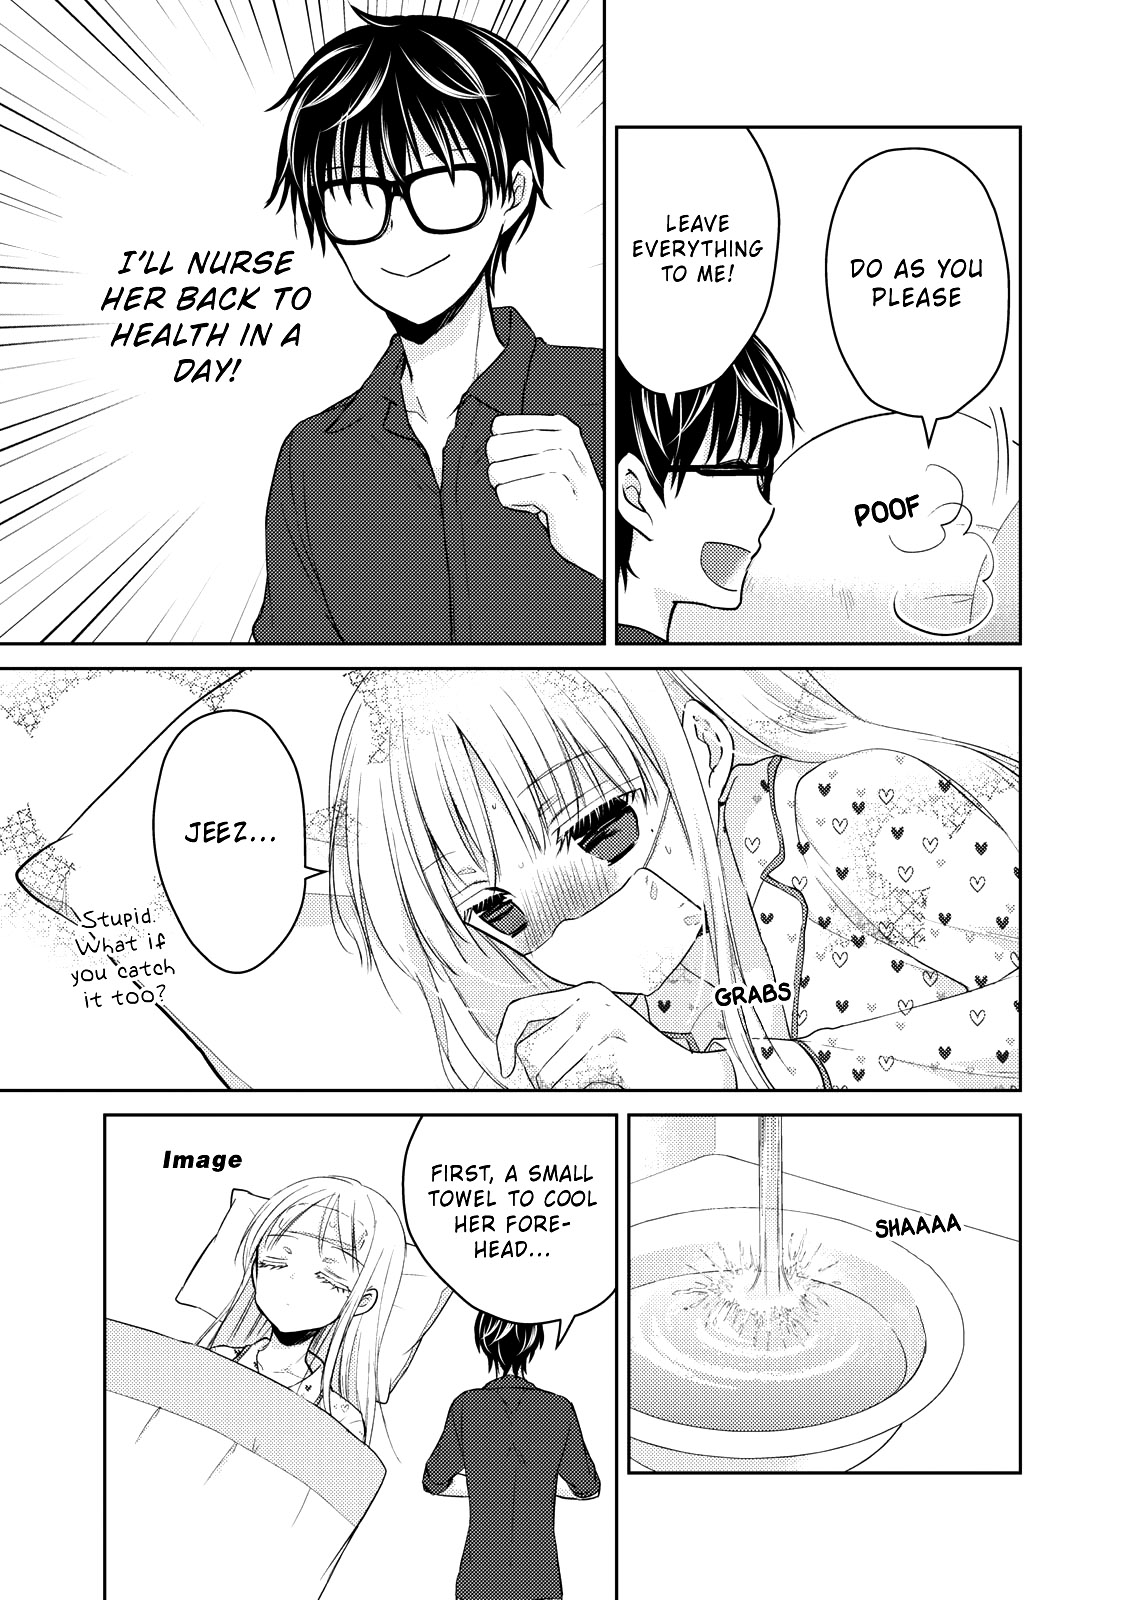 DO AS YOU
PLEASE
LEAVE
EVERYTHING
TO ME!
POOF
I'LL NURSE
HER BACK TO
HEALTH IN A
DAY!
JEEZ...
Stupid.
What if
you catch
it too?
GRABS
SHAAAA
FIRST, A SMALL
TOWEL TO COOL
HER FORE-
HEAD...
Image